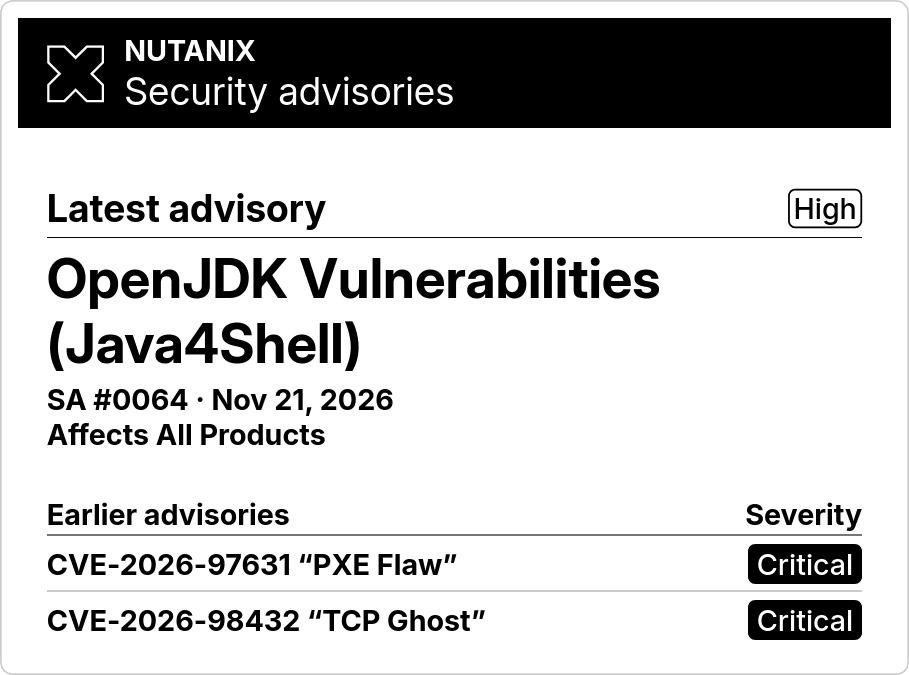 NUTANIX
Security advisories
Latest advisory High
OpenJDK Vulnerabilities
(Java4Shell)
SA #0064 · Nov 21, 2026
Affects All Products
Earlier advisories Severity
CVE-2026-97631 “PXE Flaw” Critical
CVE-2026-98432 “TCP Ghost” Critical